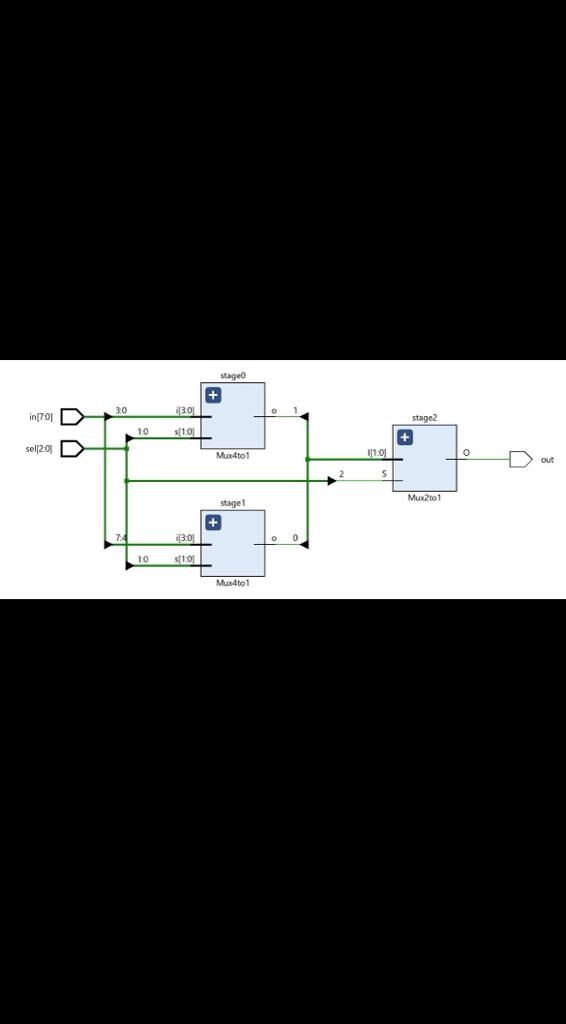 stage0
in[7:0] 3:0 i[3:0] o 1
sel[2:0] 1:0 s[1:0]
Mux4to1
stage2
I[1:0] O out
2 S
Mux2to1
stage1
7:4 i[3:0] o 0
1:0 s[1:0]
Mux4to1